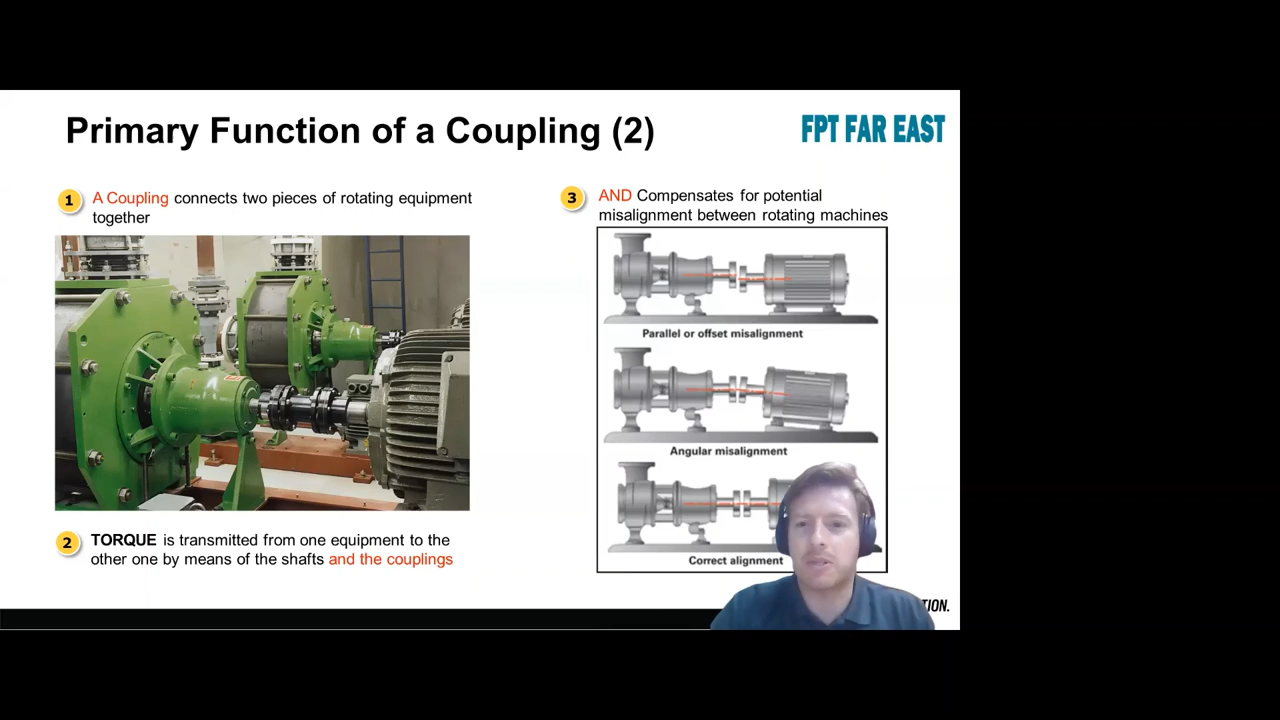 Primary Function of a Coupling (2)
FPT FAR EAST
1
A Coupling connects two pieces of rotating equipment
together
2
TORQUE is transmitted from one equipment to the
other one by means of the shafts and the couplings
3
AND Compensates for potential
misalignment between rotating machines
Parallel or offset misalignment
Angular misalignment
Correct alignment